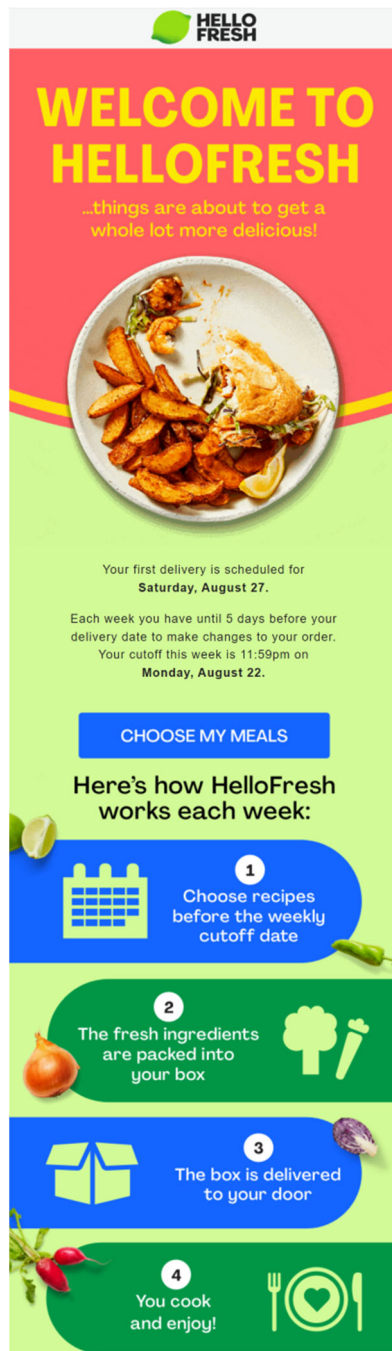 HELLO
FRESH
WELCOME TO
HELLOFRESH
...things are about to get a
whole lot more delicious!
Your first delivery is scheduled for
Saturday, August 27.
Each week you have until 5 days before your
delivery date to make changes to your order.
Your cutoff this week is 11:59pm on
Monday, August 22.
CHOOSE MY MEALS
Here's how HelloFresh
works each week:
1
Choose recipes
before the weekly
cutoff date
2
The fresh ingredients
are packed into
your box
3
The box is delivered
to your door
4
You cook
and enjoy!